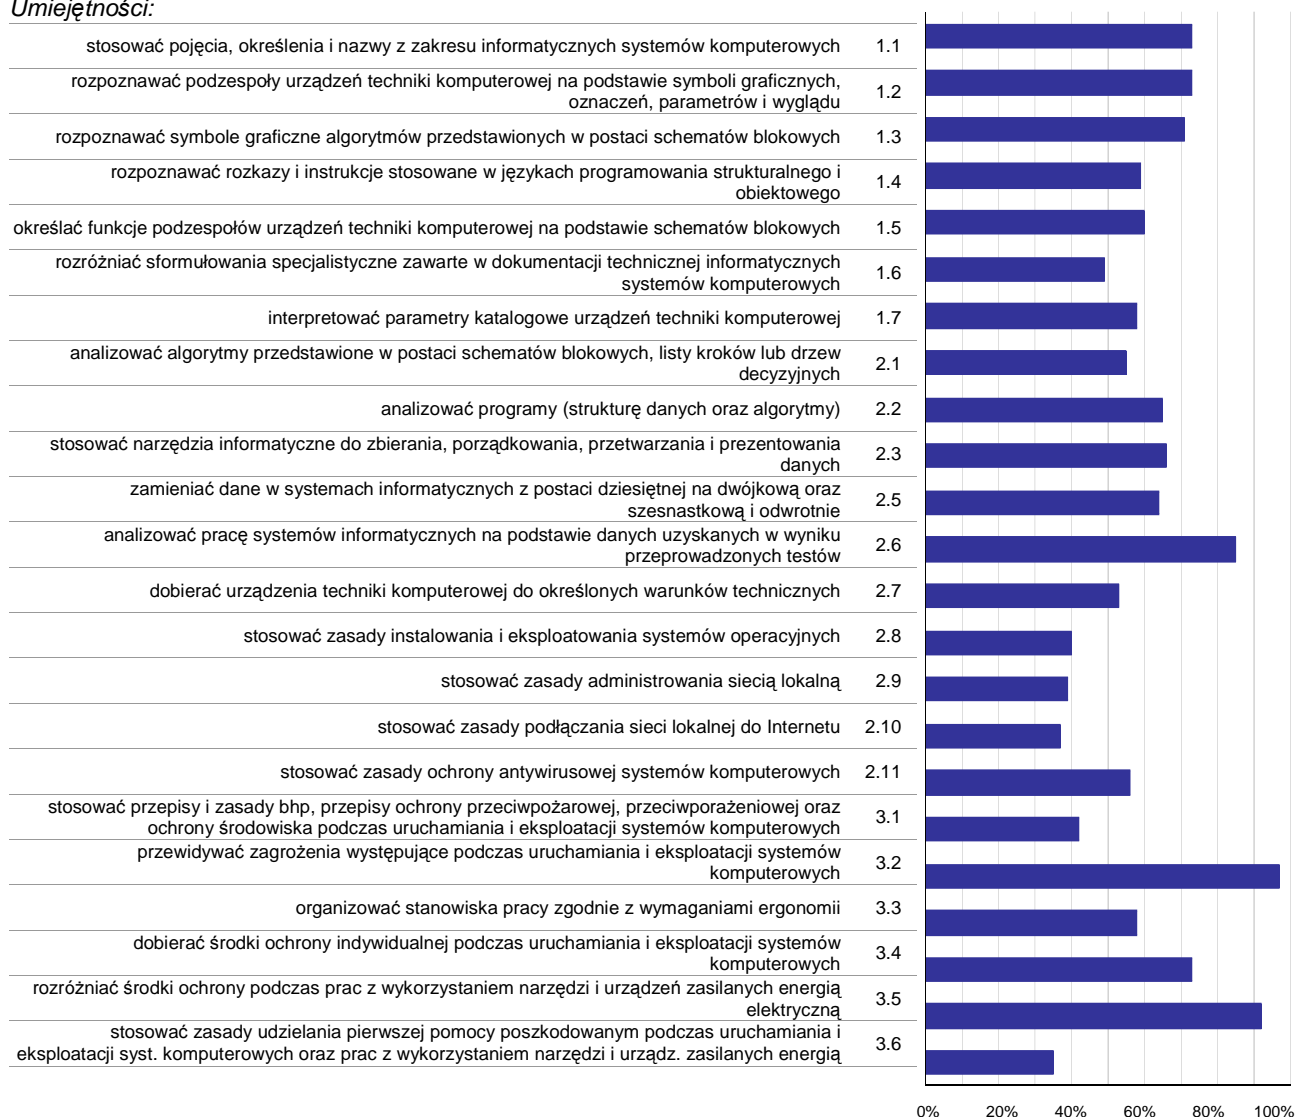 Umiejętności:
stosować pojęcia, określenia i nazwy z zakresu informatycznych systemów komputerowych 1.1
rozpoznawać podzespoły urządzeń techniki komputerowej na podstawie symboli graficznych,
oznaczeń, parametrów i wyglądu 1.2
rozpoznawać symbole graficzne algorytmów przedstawionych w postaci schematów blokowych 1.3
rozpoznawać rozkazy i instrukcje stosowane w językach programowania strukturalnego i
obiektowego 1.4
określać funkcje podzespołów urządzeń techniki komputerowej na podstawie schematów blokowych 1.5
rozróżniać sformułowania specjalistyczne zawarte w dokumentacji technicznej informatycznych
systemów komputerowych 1.6
interpretować parametry katalogowe urządzeń techniki komputerowej 1.7
analizować algorytmy przedstawione w postaci schematów blokowych, listy kroków lub drzew
decyzyjnych 2.1
analizować programy (strukturę danych oraz algorytmy) 2.2
stosować narzędzia informatyczne do zbierania, porządkowania, przetwarzania i prezentowania
danych 2.3
zamieniać dane w systemach informatycznych z postaci dziesiętnej na dwójkową oraz
szesnastkową i odwrotnie 2.5
analizować pracę systemów informatycznych na podstawie danych uzyskanych w wyniku
przeprowadzonych testów 2.6
dobierać urządzenia techniki komputerowej do określonych warunków technicznych 2.7
stosować zasady instalowania i eksploatowania systemów operacyjnych 2.8
stosować zasady administrowania siecią lokalną 2.9
stosować zasady podłączania sieci lokalnej do Internetu 2.10
stosować zasady ochrony antywirusowej systemów komputerowych 2.11
stosować przepisy i zasady bhp, przepisy ochrony przeciwpożarowej, przeciwporażeniowej oraz
ochrony środowiska podczas uruchamiania i eksploatacji systemów komputerowych 3.1
przewidywać zagrożenia występujące podczas uruchamiania i eksploatacji systemów
komputerowych 3.2
organizować stanowiska pracy zgodnie z wymaganiami ergonomii 3.3
dobierać środki ochrony indywidualnej podczas uruchamiania i eksploatacji systemów
komputerowych 3.4
rozróżniać środki ochrony podczas prac z wykorzystaniem narzędzi i urządzeń zasilanych energią
elektryczną 3.5
stosować zasady udzielania pierwszej pomocy poszkodowanym podczas uruchamiania i
eksploatacji syst. komputerowych oraz prac z wykorzystaniem narzędzi i urządz. zasilanych energią 3.6
0% 20% 40% 60% 80% 100%